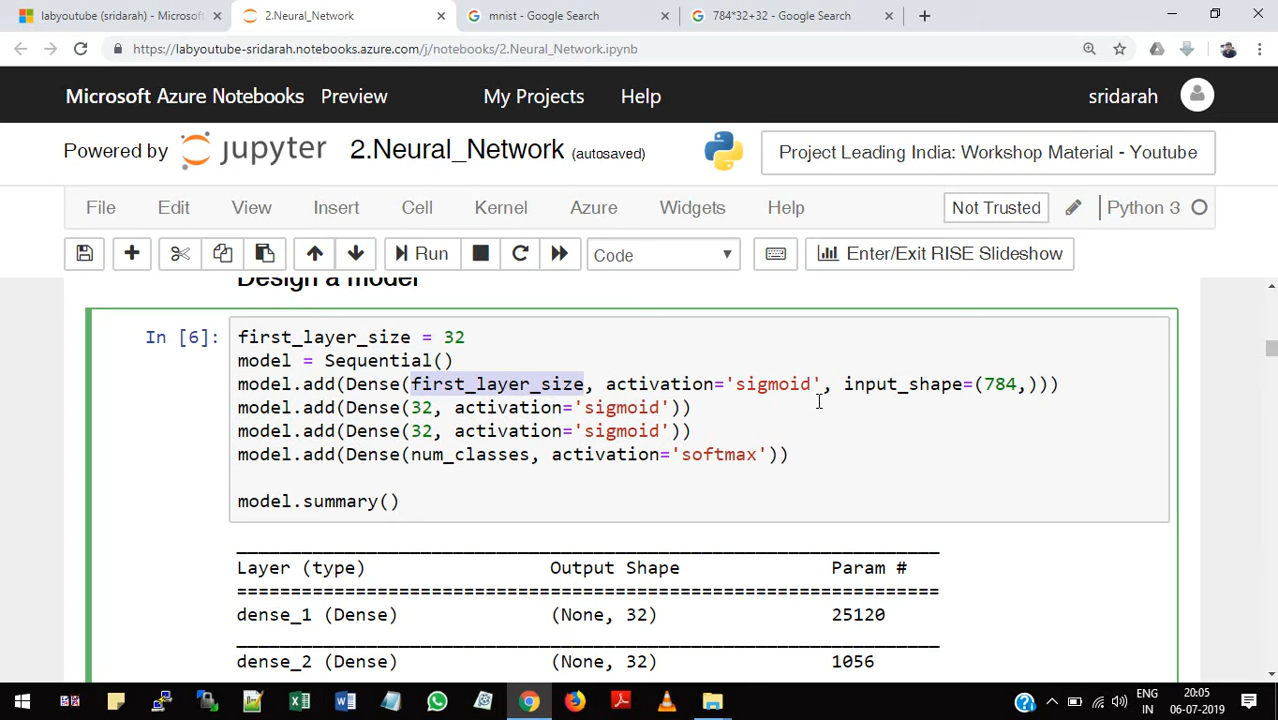 labyoutube (sridarah) - Microsof
2.Neural_Network
mnist - Google Search
784*32+32 - Google Search
https://labyoutube-sridarah.notebooks.azure.com/j/notebooks/2.Neural_Network.ipynb
Microsoft Azure Notebooks Preview My Projects Help sridarah
Powered by jupyter 2.Neural_Network (autosaved) Project Leading India: Workshop Material - Youtube
File Edit View Insert Cell Kernel Azure Widgets Help Not Trusted Python 3
Run Code Enter/Exit RISE Slideshow
Design a model
In [6]: first_layer_size = 32
model = Sequential()
model.add(Dense(first_layer_size, activation='sigmoid', input_shape=(784,)))
model.add(Dense(32, activation='sigmoid'))
model.add(Dense(32, activation='sigmoid'))
model.add(Dense(num_classes, activation='softmax'))
model.summary()
_________________________________________________________________
Layer (type) Output Shape Param #
=================================================================
dense_1 (Dense) (None, 32) 25120
_________________________________________________________________
dense_2 (Dense) (None, 32) 1056
ENG
IN
20:05
06-07-2019